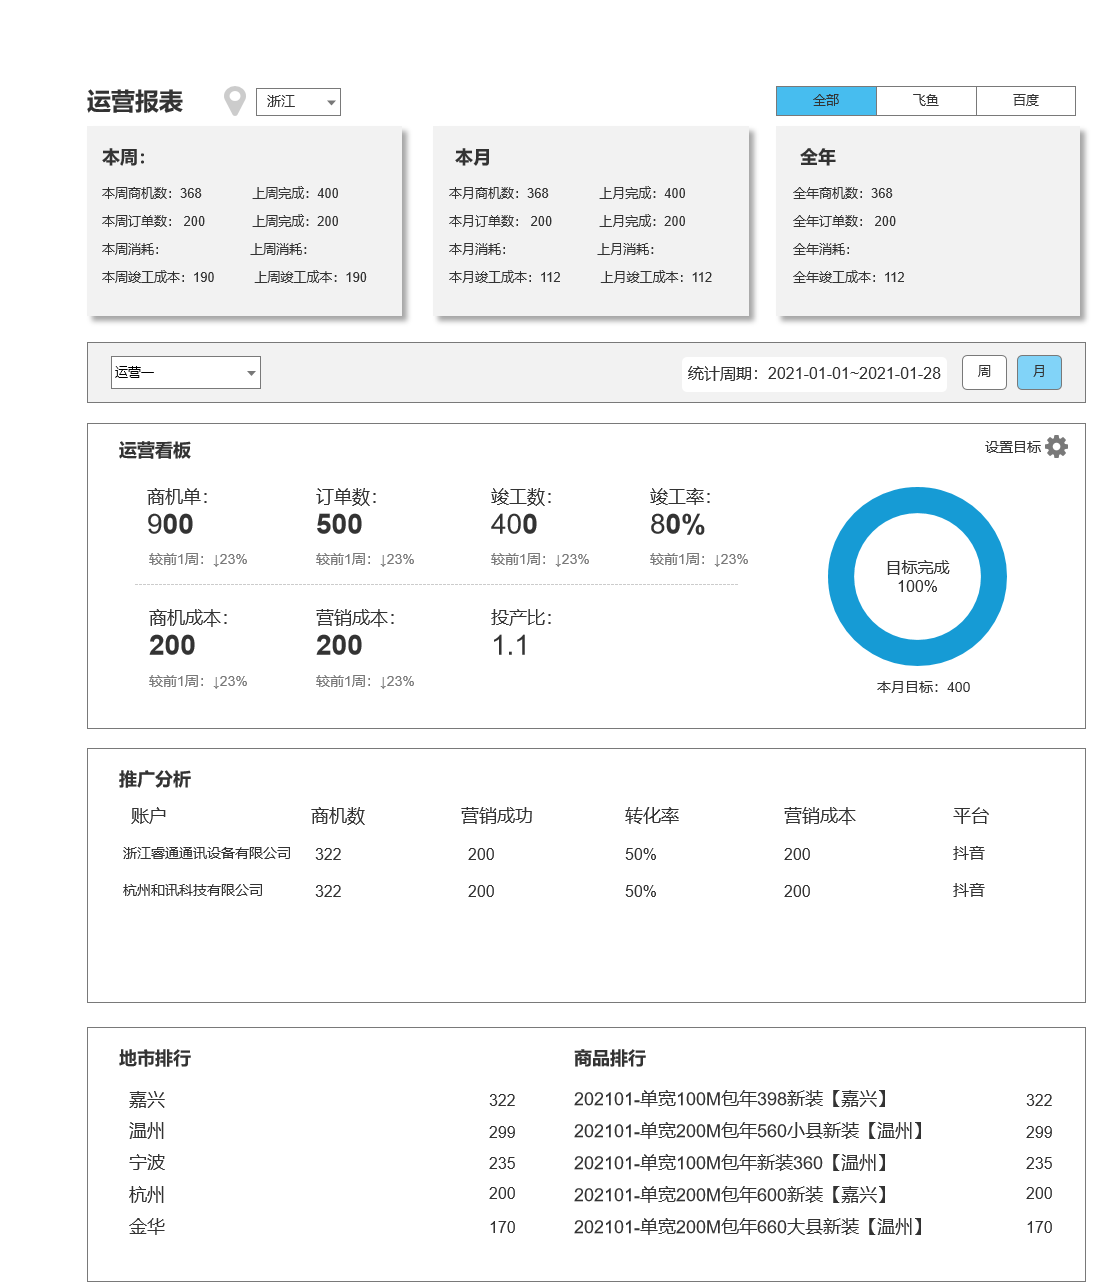 运营报表 浙江 全部 飞鱼 百度
本周：
本周商机数：368 上周完成：400
本周订单数： 200 上周完成：200
本周消耗： 上周消耗：
本周竣工成本：190 上周竣工成本：190
本月
本月商机数：368 上月完成：400
本月订单数： 200 上月完成：200
本月消耗： 上月消耗：
本月竣工成本：112 上月竣工成本：112
全年
全年商机数：368
全年订单数： 200
全年消耗：
全年竣工成本：112
运营一 统计周期：2021-01-01~2021-01-28 周 月
运营看板 设置目标
商机单： 订单数： 竣工数： 竣工率：
900 500 400 80%
较前1周：↓23% 较前1周：↓23% 较前1周：↓23% 较前1周：↓23%
商机成本： 营销成本： 投产比：
200 200 1.1
较前1周：↓23% 较前1周：↓23%
目标完成
100%
本月目标：400
推广分析
账户 商机数 营销成功 转化率 营销成本 平台
浙江睿通通讯设备有限公司 322 200 50% 200 抖音
杭州和讯科技有限公司 322 200 50% 200 抖音
地市排行
嘉兴 322
温州 299
宁波 235
杭州 200
金华 170
商品排行
202101-单宽100M包年398新装【嘉兴】 322
202101-单宽200M包年560小县新装【温州】 299
202101-单宽100M包年新装360【温州】 235
202101-单宽200M包年600新装【嘉兴】 200
202101-单宽200M包年660大县新装【温州】 170